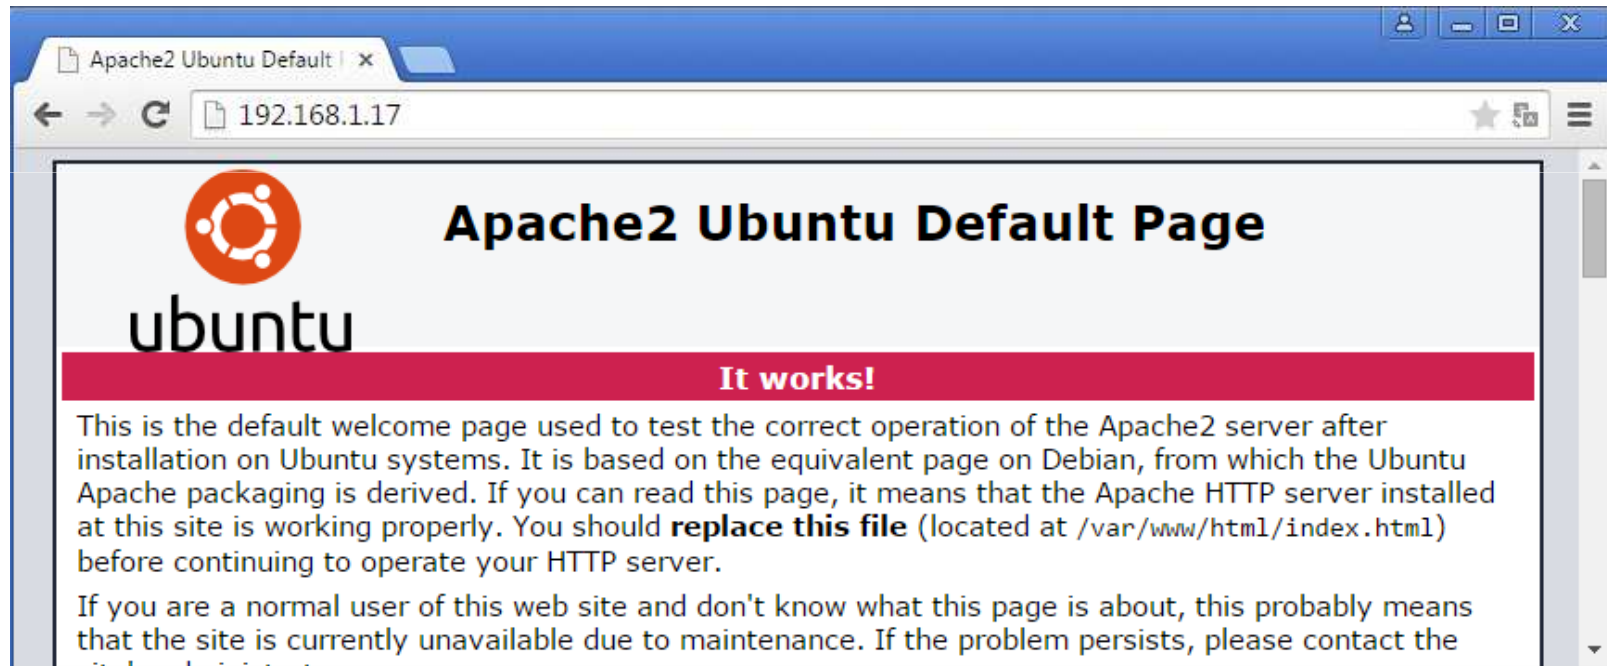 Apache2 Ubuntu Default
192.168.1.17
Apache2 Ubuntu Default Page
ubuntu
It works!
This is the default welcome page used to test the correct operation of the Apache2 server after
installation on Ubuntu systems. It is based on the equivalent page on Debian, from which the Ubuntu
Apache packaging is derived. If you can read this page, it means that the Apache HTTP server installed
at this site is working properly. You should replace this file (located at /var/www/html/index.html)
before continuing to operate your HTTP server.
If you are a normal user of this web site and don't know what this page is about, this probably means
that the site is currently unavailable due to maintenance. If the problem persists, please contact the